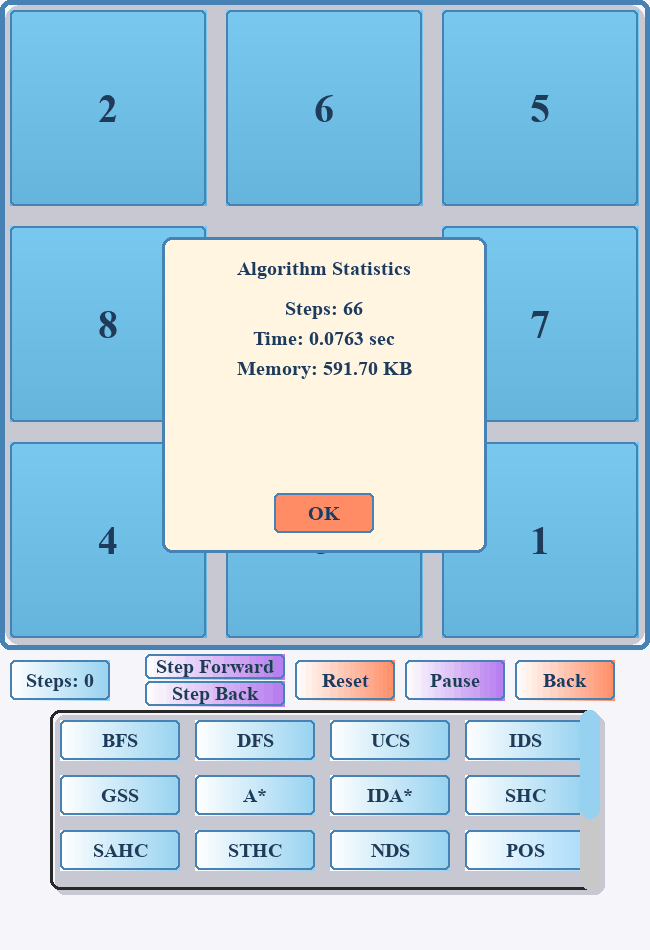 2 6 5
Algorithm Statistics
Steps: 66
8 Time: 0.0763 sec 7
Memory: 591.70 KB
OK
4 1
Steps: 0 Step Forward Reset Pause Back
Step Back
BFS DFS UCS IDS
GSS A* IDA* SHC
SAHC STHC NDS POS